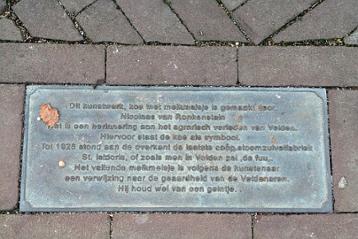 Dit kunstwerk, koe met melkmeisje is gemaakt door
Nicolaas van Ronkenstein
Het is een herinnering aan het agrarisch verleden van Velden.
Hiervoor staat de koe als symbool.
Tot 1925 stond aan de overkant de laatste coöp.stoomzuivelfabriek
St. Isidoris, of zoals men in Velden zei ,de fuu,.
Het vallende melkmeisje is volgens de kunstenaar
een verwijzing naar de geaardheid van de Veldenaren.
Hij houd wel van een geintje.